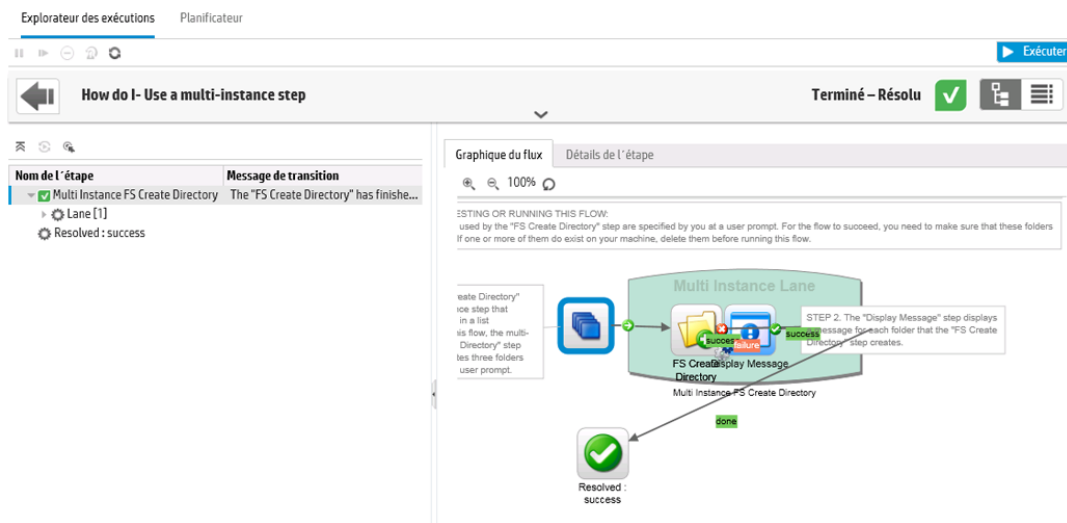 Explorateur des exécutions
Planificateur
Exécuter
How do I- Use a multi-instance step
Terminé – Résolu
Graphique du flux
Détails de l´étape
Nom de l´étape
Message de transition
100%
Multi Instance FS Create Directory
The "FS Create Directory" has finishe...
Lane [1]
Resolved : success
ESTING OR RUNNING THIS FLOW:
used by the "FS Create Directory" step are specified by you at a user prompt. For the flow to succeed, you need to make sure that these folders
If one or more of them do exist on your machine, delete them before running this flow.
eate Directory"
nce step that
in a list
is flow, the multi-
Directory" step
tes three folders
user prompt.
Multi Instance Lane
success
failure
success
STEP 2. The "Display Message" step displays
a message for each folder that the "FS Create
Directory" step creates.
FS Create
Directory
Display Message
Multi Instance FS Create Directory
done
Resolved :
success